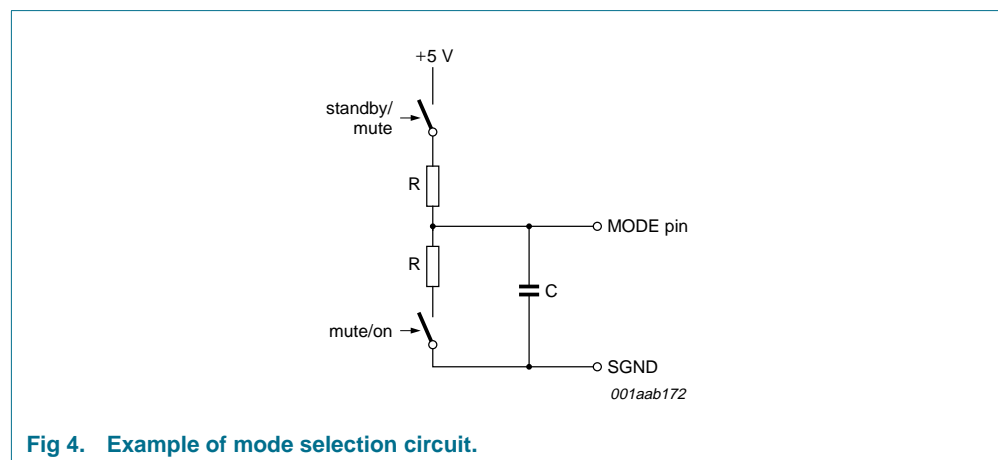 +5 V
standby/
mute
R
MODE pin
R
C
mute/on
SGND
001aab172
Fig 4. Example of mode selection circuit.